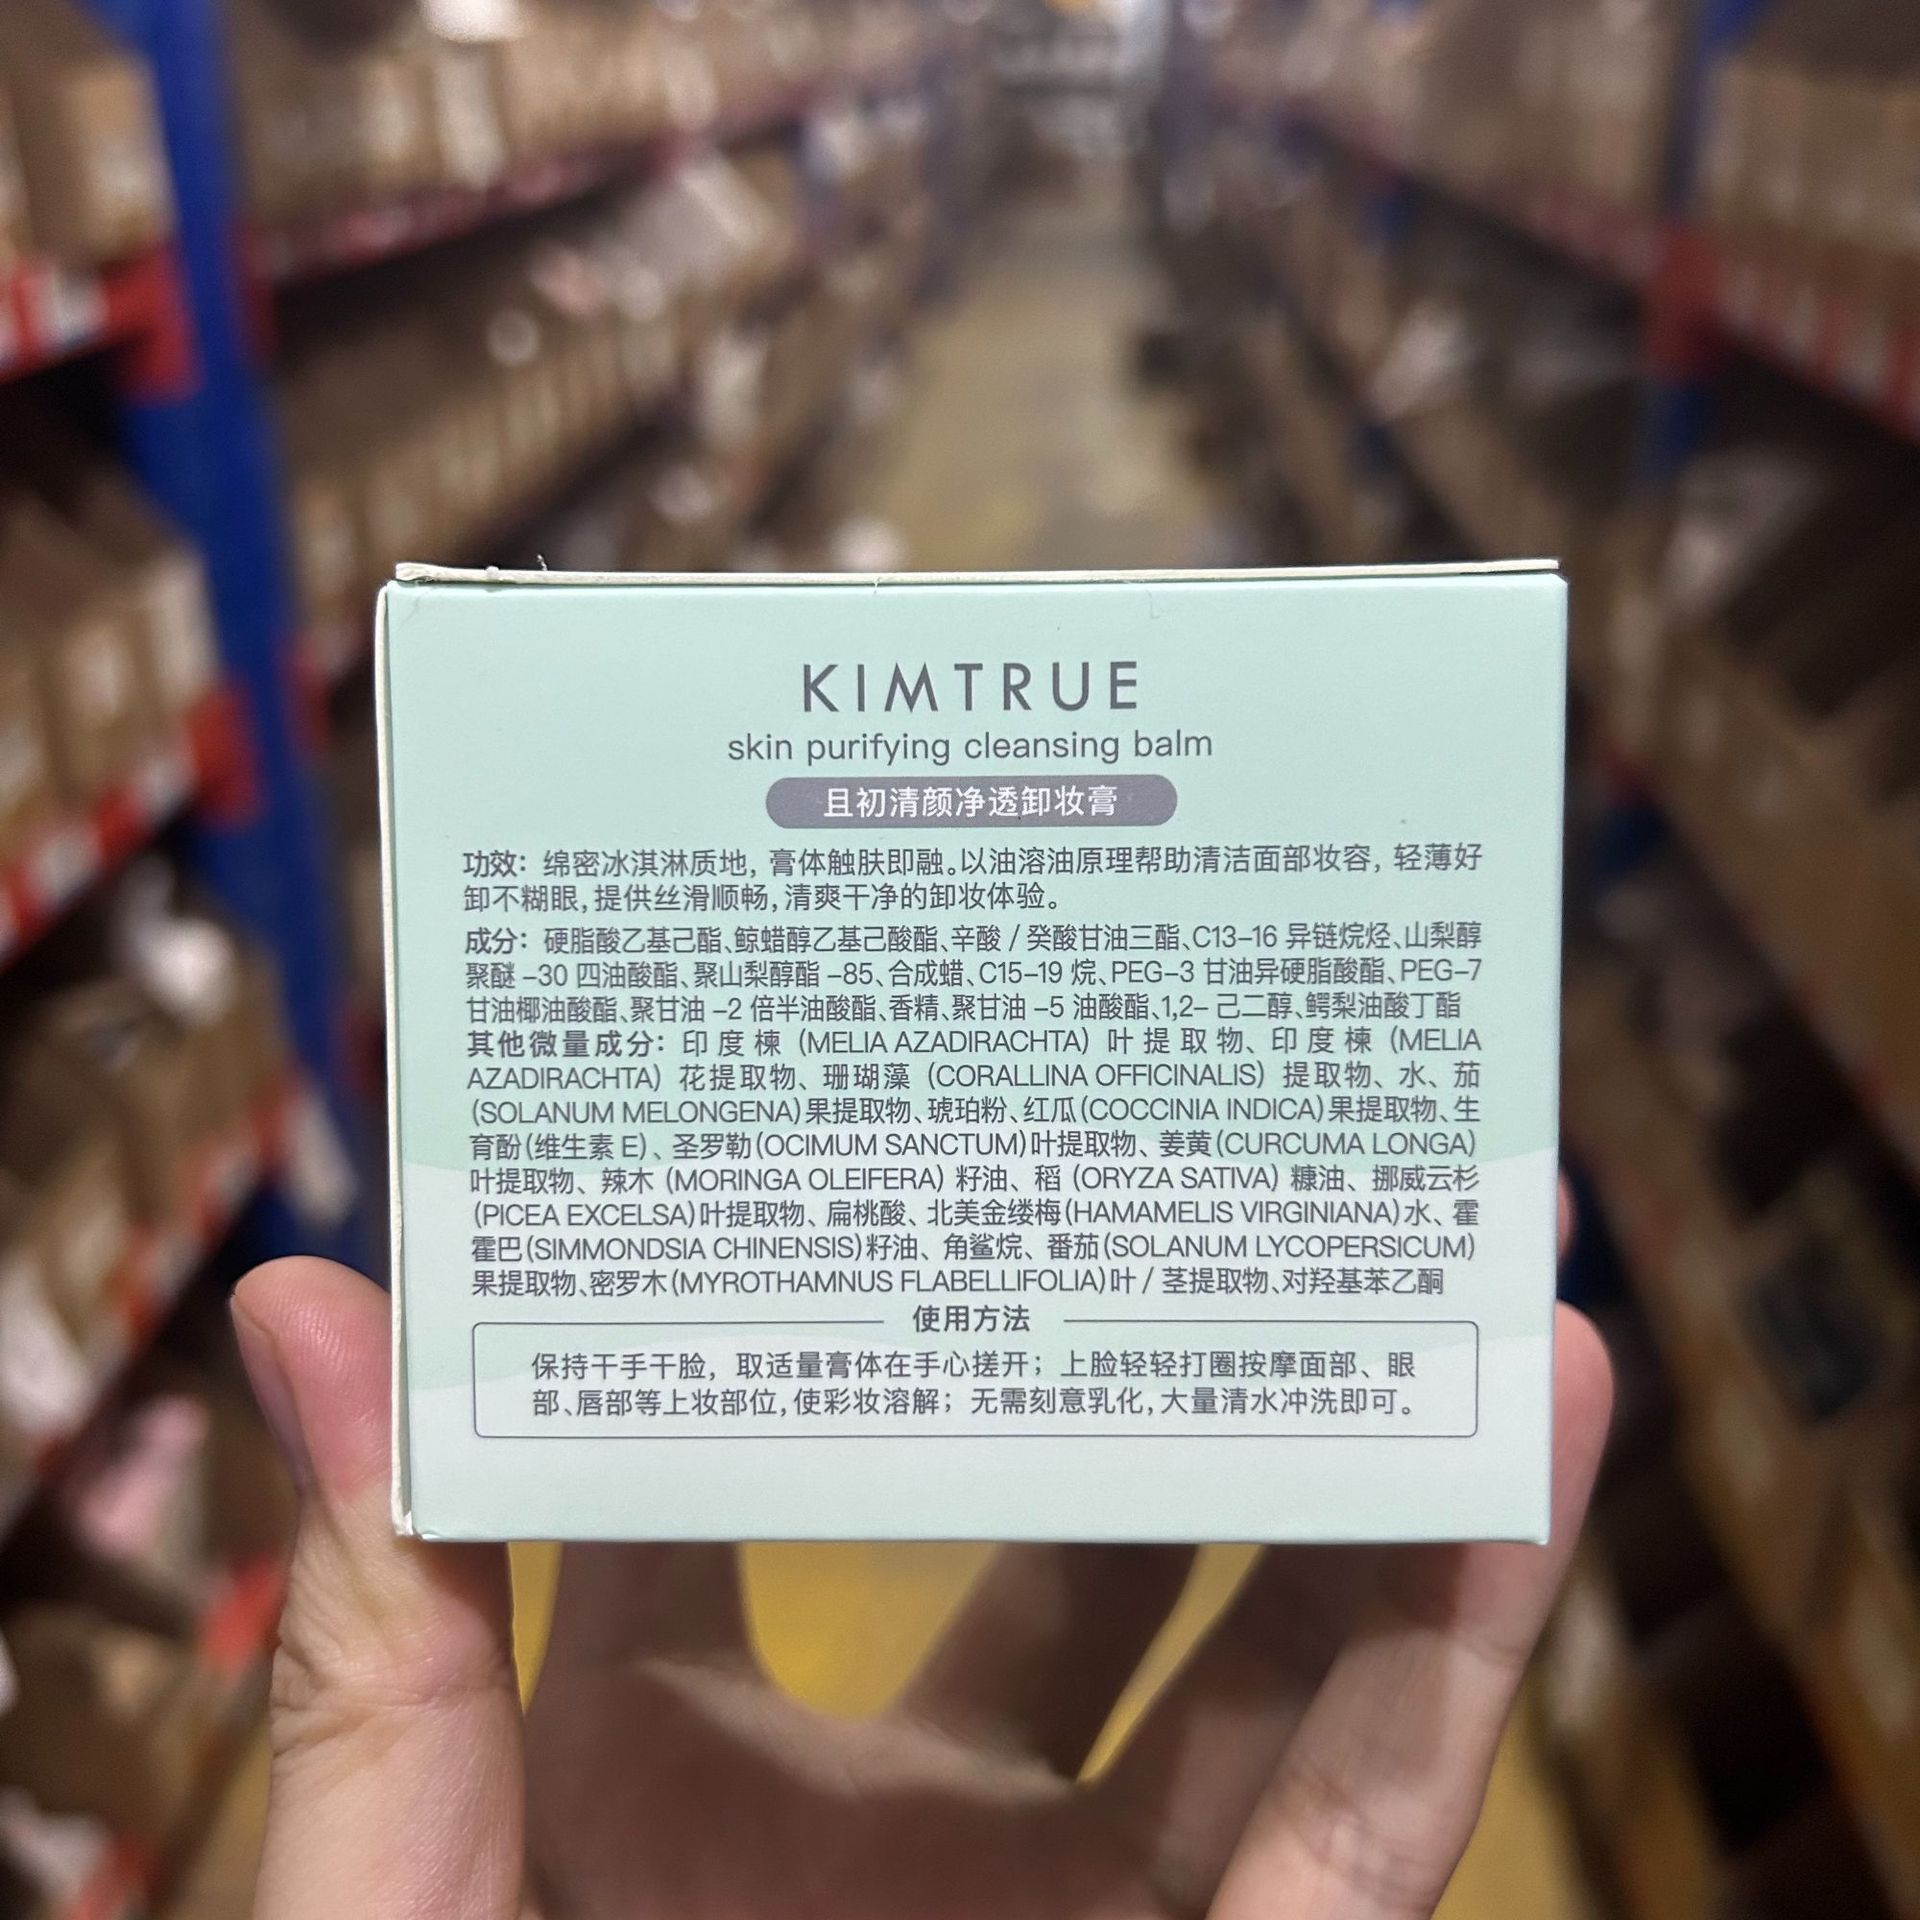 KIMTRUE
skin purifying cleansing balm
且初清颜净透卸妆膏
功效：绵密冰淇淋质地，膏体触肤即融。以油溶油原理帮助清洁面部妆容，轻薄好
卸不糊眼，提供丝滑顺畅，清爽干净的卸妆体验。
成分：硬脂酸乙基己酯、鲸蜡醇乙基己酸酯、辛酸 / 癸酸甘油三酯、C13-16 异链烷烃、山梨醇
聚醚 -30 四油酸酯、聚山梨醇酯 -85、合成蜡、C15-19 烷、PEG-3 甘油异硬脂酸酯、PEG-7
甘油椰油酸酯、聚甘油 -2 倍半油酸酯、香精、聚甘油 -5 油酸酯、1,2- 己二醇、鳄梨油酸丁酯
其他微量成分：印度楝（MELIA AZADIRACHTA）叶提取物、印度楝（MELIA
AZADIRACHTA）花提取物、珊瑚藻（CORALLINA OFFICINALIS）提取物、水、茄
(SOLANUM MELONGENA)果提取物、琥珀粉、红瓜(COCCINIA INDICA)果提取物、生
育酚(维生素 E)、圣罗勒(OCIMUM SANCTUM)叶提取物、姜黄(CURCUMA LONGA)
叶提取物、辣木（MORINGA OLEIFERA）籽油、稻（ORYZA SATIVA）糠油、挪威云杉
(PICEA EXCELSA)叶提取物、扁桃酸、北美金缕梅(HAMAMELIS VIRGINIANA)水、霍
霍巴(SIMMONDSIA CHINENSIS)籽油、角鲨烷、番茄(SOLANUM LYCOPERSICUM)
果提取物、密罗木(MYROTHAMNUS FLABELLIFOLIA)叶 / 茎提取物、对羟基苯乙酮
使用方法
保持干手干脸，取适量膏体在手心搓开；上脸轻轻打圈按摩面部、眼
部、唇部等上妆部位，使彩妆溶解；无需刻意乳化，大量清水冲洗即可。